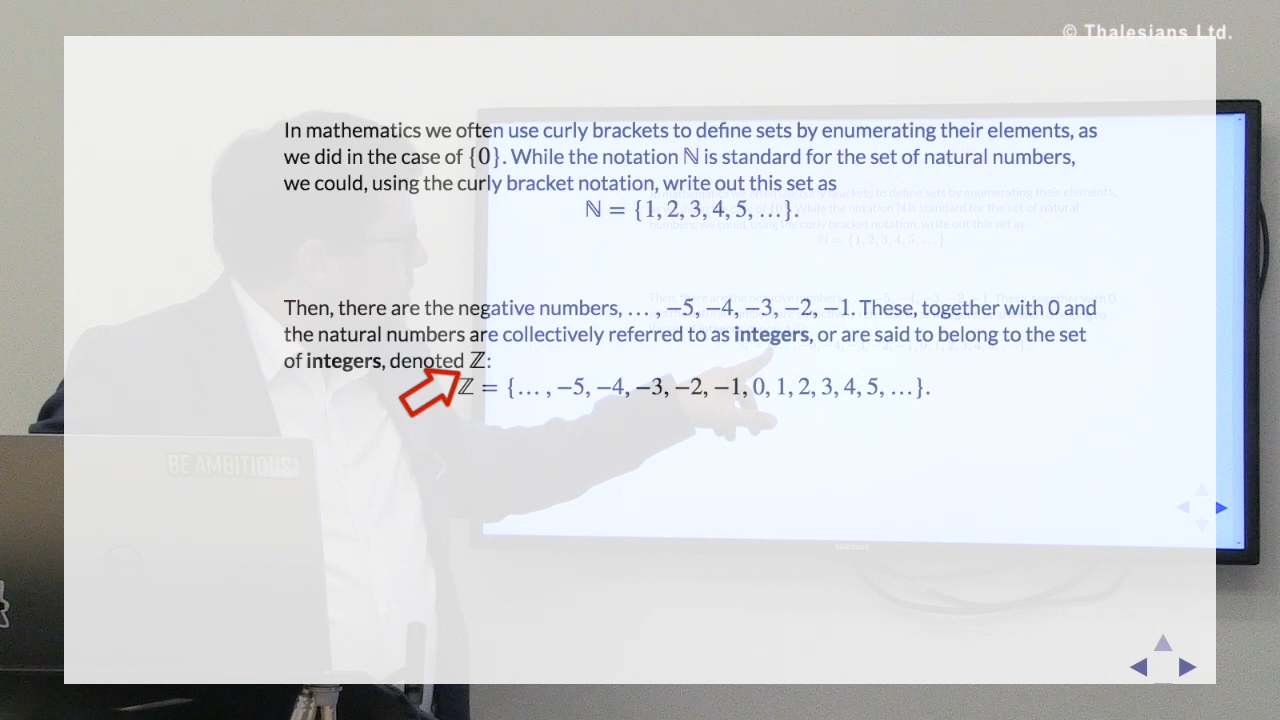 © Thalesians Ltd.
In mathematics we often use curly brackets to define sets by enumerating their elements, as
we did in the case of {0}. While the notation ℕ is standard for the set of natural numbers,
we could, using the curly bracket notation, write out this set as
ℕ = {1, 2, 3, 4, 5, …}.
Then, there are the negative numbers, … , −5, −4, −3, −2, −1. These, together with 0 and
the natural numbers are collectively referred to as integers, or are said to belong to the set
of integers, denoted ℤ:
ℤ = {… , −5, −4, −3, −2, −1, 0, 1, 2, 3, 4, 5, …}.
BE AMBITIOUS.
SAMSUNG